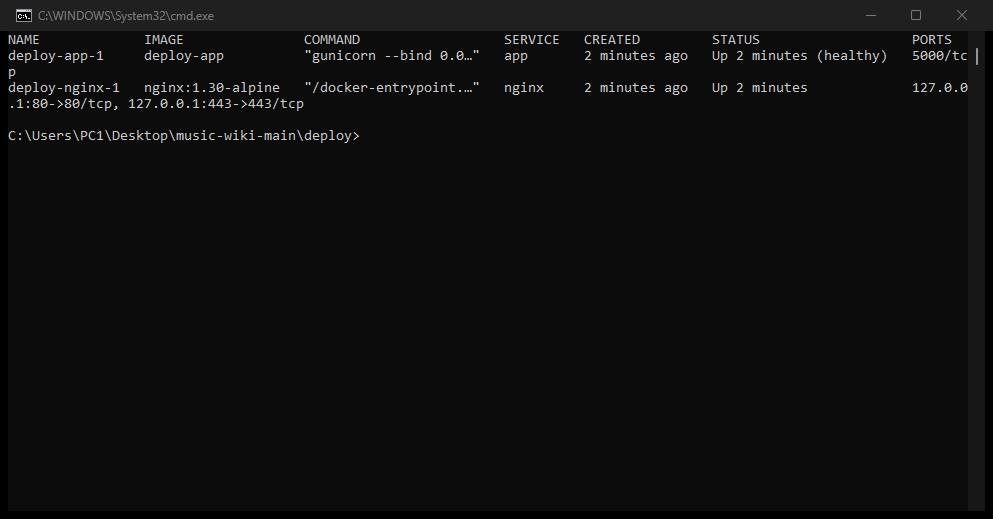 C:\WINDOWS\System32\cmd.exe
NAME IMAGE COMMAND SERVICE CREATED STATUS PORTS
deploy-app-1 deploy-app "gunicorn --bind 0.0…" app 2 minutes ago Up 2 minutes (healthy) 5000/tc
p
deploy-nginx-1 nginx:1.30-alpine "/docker-entrypoint.…" nginx 2 minutes ago Up 2 minutes 127.0.0
.1:80->80/tcp, 127.0.0.1:443->443/tcp
C:\Users\PC1\Desktop\music-wiki-main\deploy>